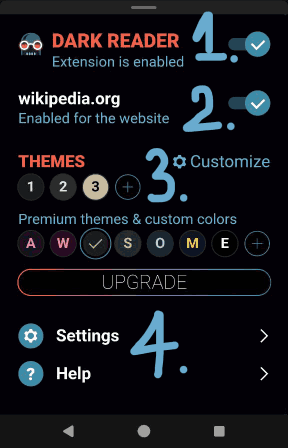 DARK READER 1.
Extension is enabled
wikipedia.org 2.
Enabled for the website
THEMES 3. Customize
1 2 3 +
Premium themes & custom colors
A W S O M E +
UPGRADE
Settings 4.
Help